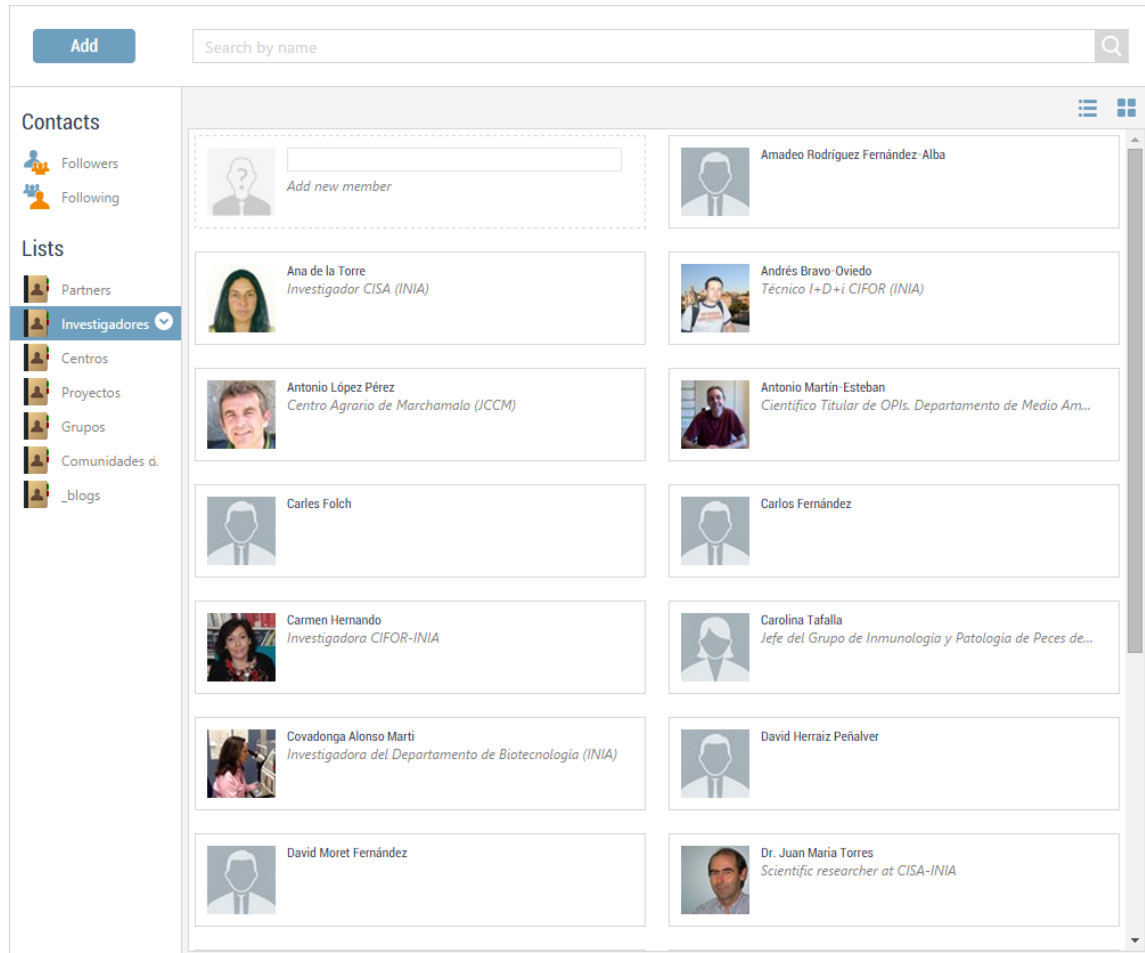 Add
Search by name
Contacts
Followers
Following
Lists
Partners
Investigadores
Centros
Proyectos
Grupos
Comunidades d.
_blogs
?
Add new member
Amadeo Rodríguez Fernández-Alba
Ana de la Torre
Investigador CISA (INIA)
Andrés Bravo-Oviedo
Técnico I+D+i CIFOR (INIA)
Antonio López Pérez
Centro Agrario de Marchamalo (JCCM)
Antonio Martín-Esteban
Científico Titular de OPIs. Departamento de Medio Am...
Carles Folch
Carlos Fernández
Carmen Hernando
Investigadora CIFOR-INIA
Carolina Tafalla
Jefe del Grupo de Inmunología y Patología de Peces de...
Covadonga Alonso Marti
Investigadora del Departamento de Biotecnología (INIA)
David Herraiz Peñalver
David Moret Fernández
Dr. Juan Maria Torres
Scientific researcher at CISA-INIA